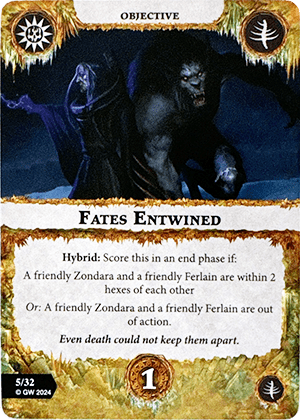 OBJECTIVE
FATES ENTWINED
Hybrid: Score this in an end phase if:
A friendly Zondara and a friendly Ferlain are within 2
hexes of each other
Or: A friendly Zondara and a friendly Ferlain are out
of action.
Even death could not keep them apart.
5/32
© GW 2024
1